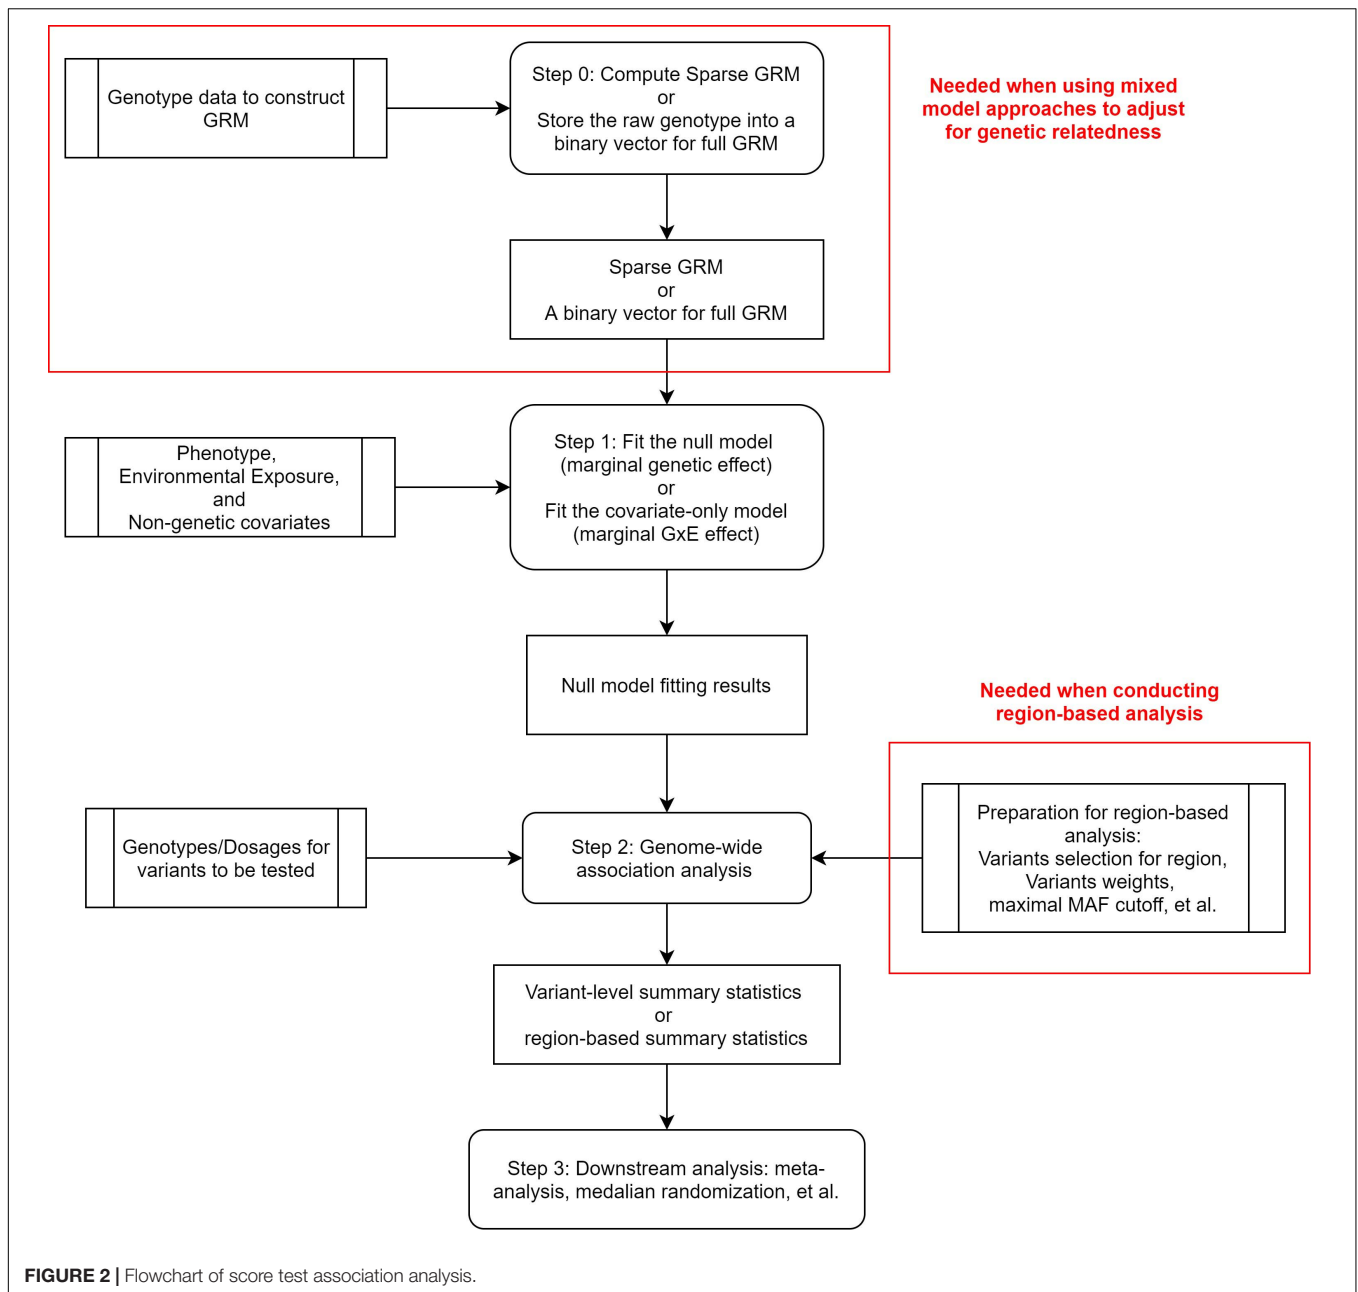 Genotype data to construct
GRM
Step 0: Compute Sparse GRM
or
Store the raw genotype into a
binary vector for full GRM
Needed when using mixed
model approaches to adjust
for genetic relatedness
Sparse GRM
or
A binary vector for full GRM
Phenotype,
Environmental Exposure,
and
Non-genetic covariates
Step 1: Fit the null model
(marginal genetic effect)
or
Fit the covariate-only model
(marginal GxE effect)
Null model fitting results
Needed when conducting
region-based analysis
Genotypes/Dosages for
variants to be tested
Step 2: Genome-wide
association analysis
Preparation for region-based
analysis:
Variants selection for region,
Variants weights,
maximal MAF cutoff, et al.
Variant-level summary statistics
or
region-based summary statistics
Step 3: Downstream analysis: meta-
analysis, medalian randomization, et al.
FIGURE 2 | Flowchart of score test association analysis.